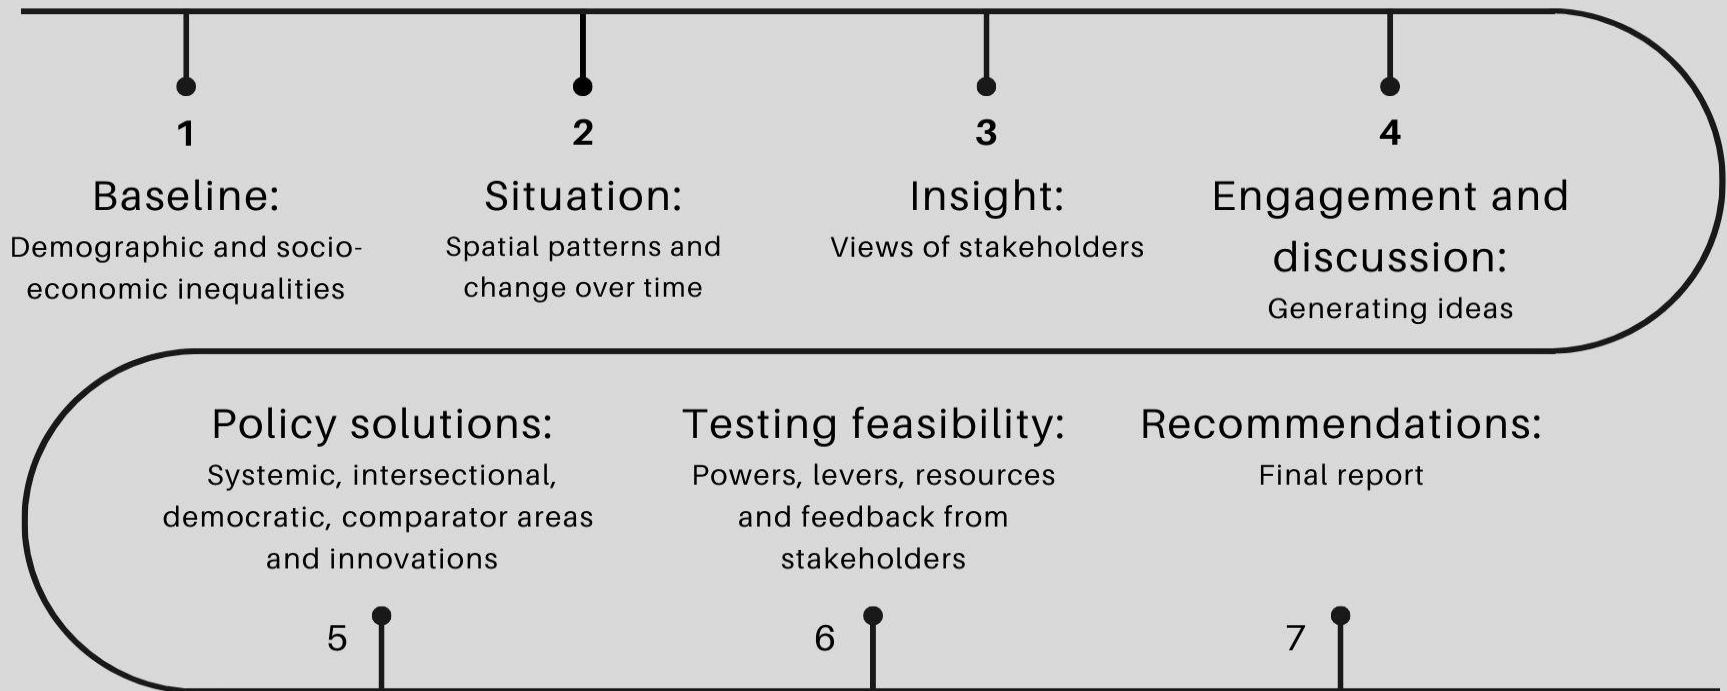 1
Baseline:
Demographic and socio-
economic inequalities
2
Situation:
Spatial patterns and
change over time
3
Insight:
Views of stakeholders
4
Engagement and
discussion:
Generating ideas
Policy solutions:
Systemic, intersectional,
democratic, comparator areas
and innovations
5
Testing feasibility:
Powers, levers, resources
and feedback from
stakeholders
6
Recommendations:
Final report
7